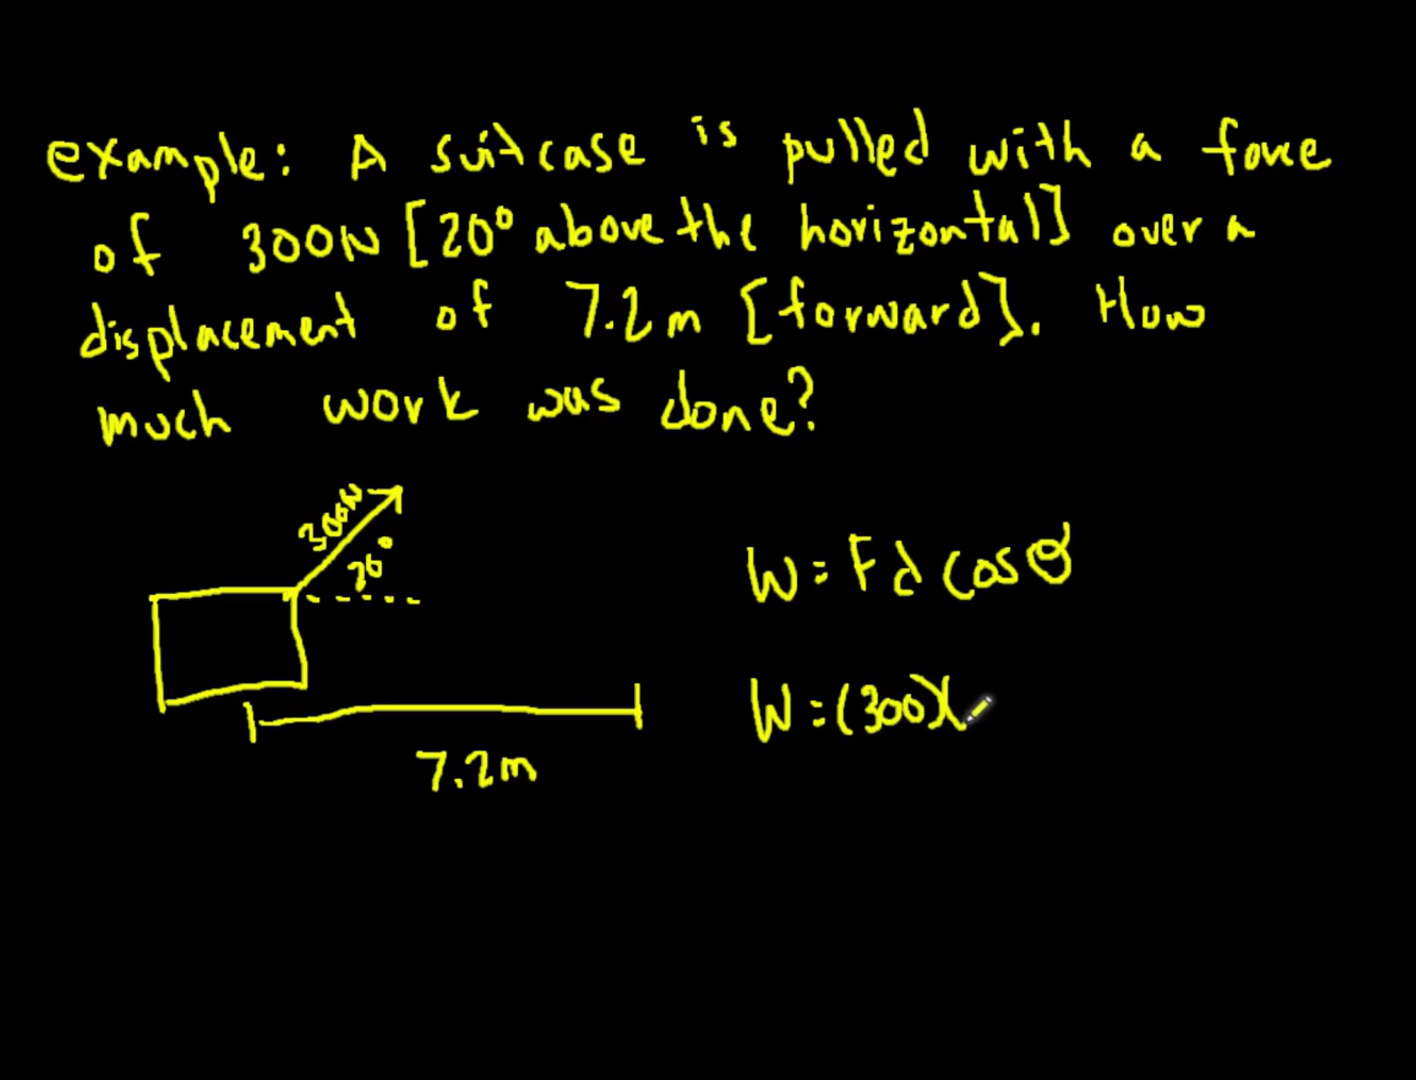 example: A suitcase is pulled with a force
of 300N [20° above the horizontal] over a
displacement of 7.2m [forward]. How
much work was done?
300N
20°
W = Fd cos θ
W = (300)(
7.2m